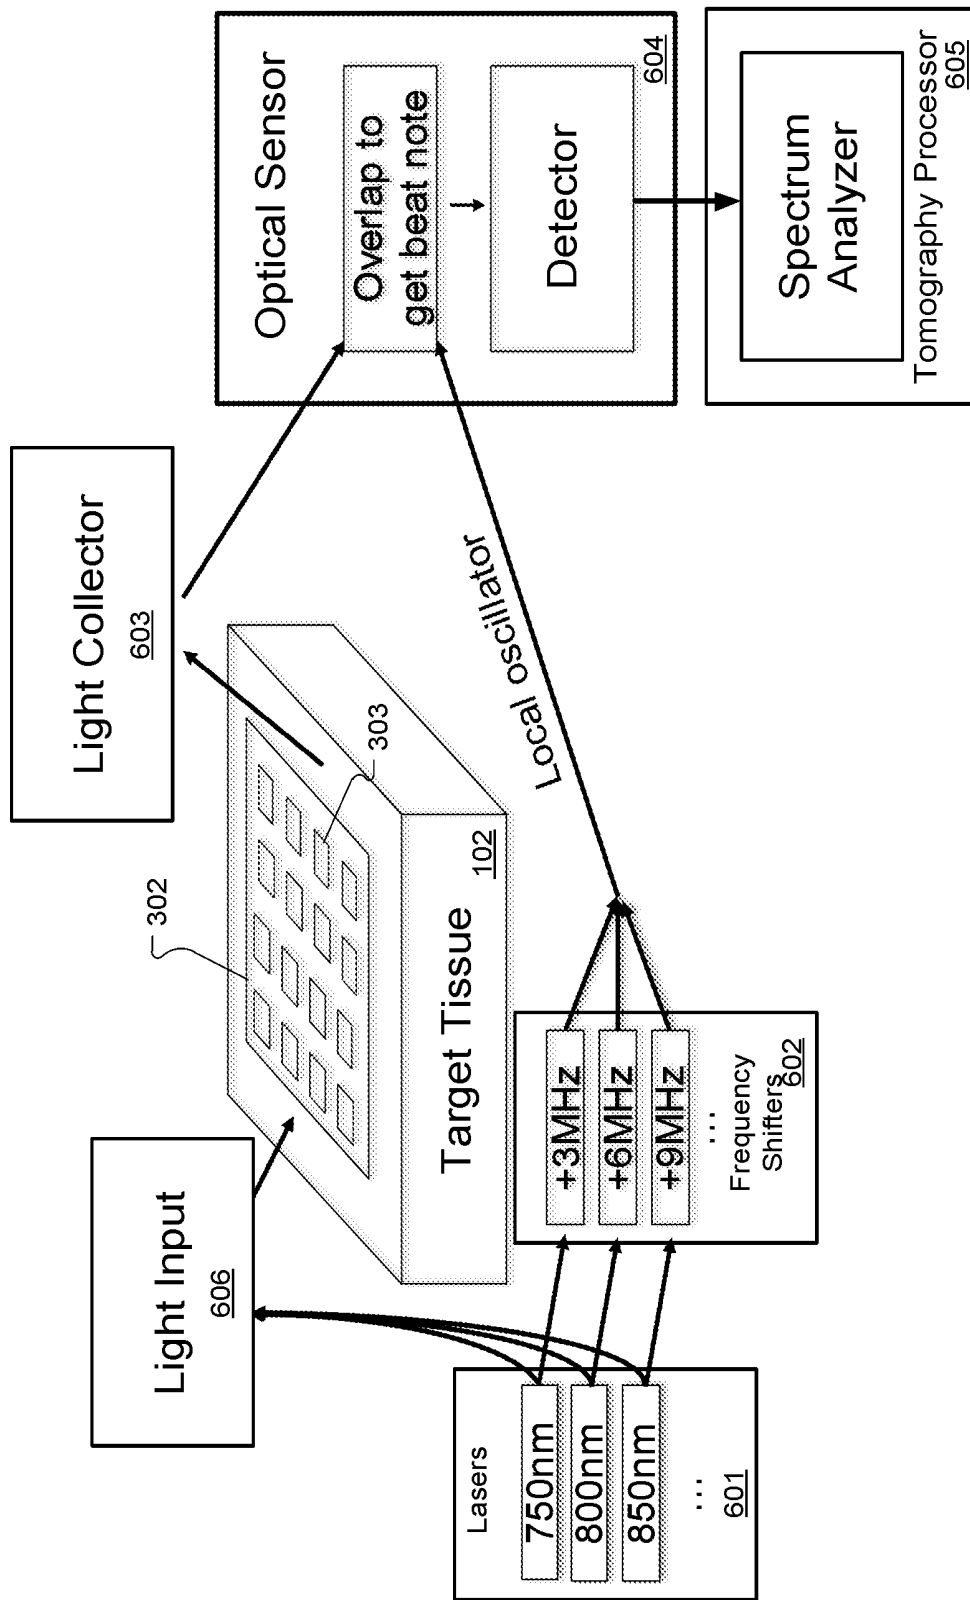 Lasers
750nm
800nm
850nm
...
601
Light Input
606
+3MHz
+6MHz
+9MHz
...
Frequency
Shifters
602
302
303
Target Tissue
102
Light Collector
603
Local oscillator
Optical Sensor
Overlap to
get beat note
Detector
604
Spectrum
Analyzer
Tomography Processor
605